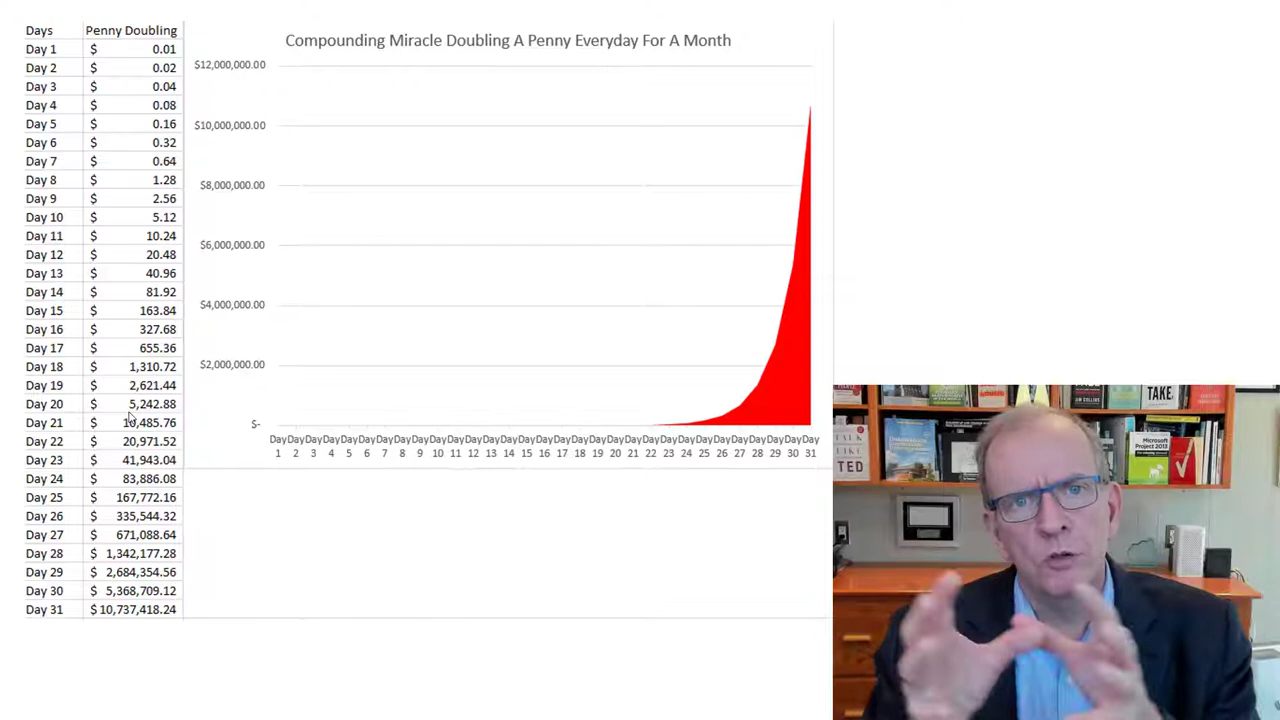 Days Penny Doubling
Day 1 $ 0.01
Day 2 $ 0.02
Day 3 $ 0.04
Day 4 $ 0.08
Day 5 $ 0.16
Day 6 $ 0.32
Day 7 $ 0.64
Day 8 $ 1.28
Day 9 $ 2.56
Day 10 $ 5.12
Day 11 $ 10.24
Day 12 $ 20.48
Day 13 $ 40.96
Day 14 $ 81.92
Day 15 $ 163.84
Day 16 $ 327.68
Day 17 $ 655.36
Day 18 $ 1,310.72
Day 19 $ 2,621.44
Day 20 $ 5,242.88
Day 21 $ 10,485.76
Day 22 $ 20,971.52
Day 23 $ 41,943.04
Day 24 $ 83,886.08
Day 25 $ 167,772.16
Day 26 $ 335,544.32
Day 27 $ 671,088.64
Day 28 $ 1,342,177.28
Day 29 $ 2,684,354.56
Day 30 $ 5,368,709.12
Day 31 $ 10,737,418.24
Compounding Miracle Doubling A Penny Everyday For A Month
$12,000,000.00
$10,000,000.00
$8,000,000.00
$6,000,000.00
$4,000,000.00
$2,000,000.00
$-
Day Day Day Day Day Day Day Day Day Day Day Day Day Day Day Day Day Day Day Day Day Day Day Day Day Day Day Day Day Day Day
1 2 3 4 5 6 7 8 9 10 11 12 13 14 15 16 17 18 19 20 21 22 23 24 25 26 27 28 29 30 31
JIM COLLINS
TAKE.
TALK
LIKE
TED
Microsoft
Project 2013